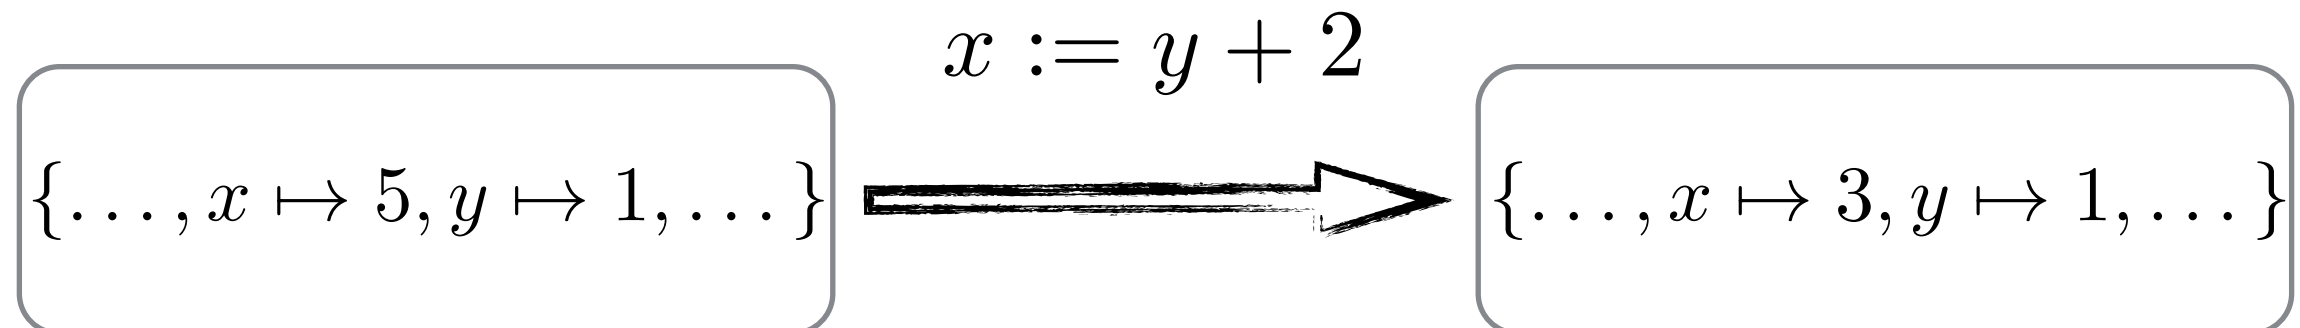 x := y + 2
{..., x ↦ 5, y ↦ 1, ...}
{..., x ↦ 3, y ↦ 1, ...}